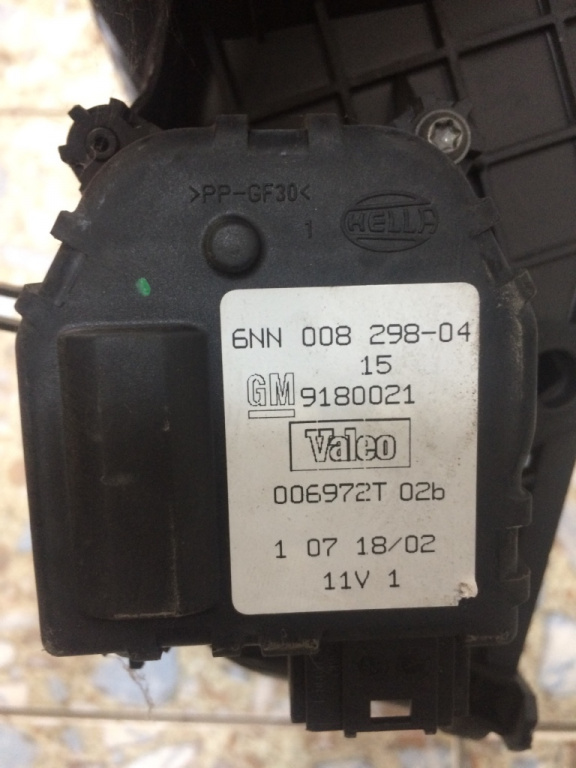 >PP-GF30<
1
HELLA
6NN 008 298-04
15
GM 9180021
Valeo
006972T 02b
1 07 18/02
11V 1